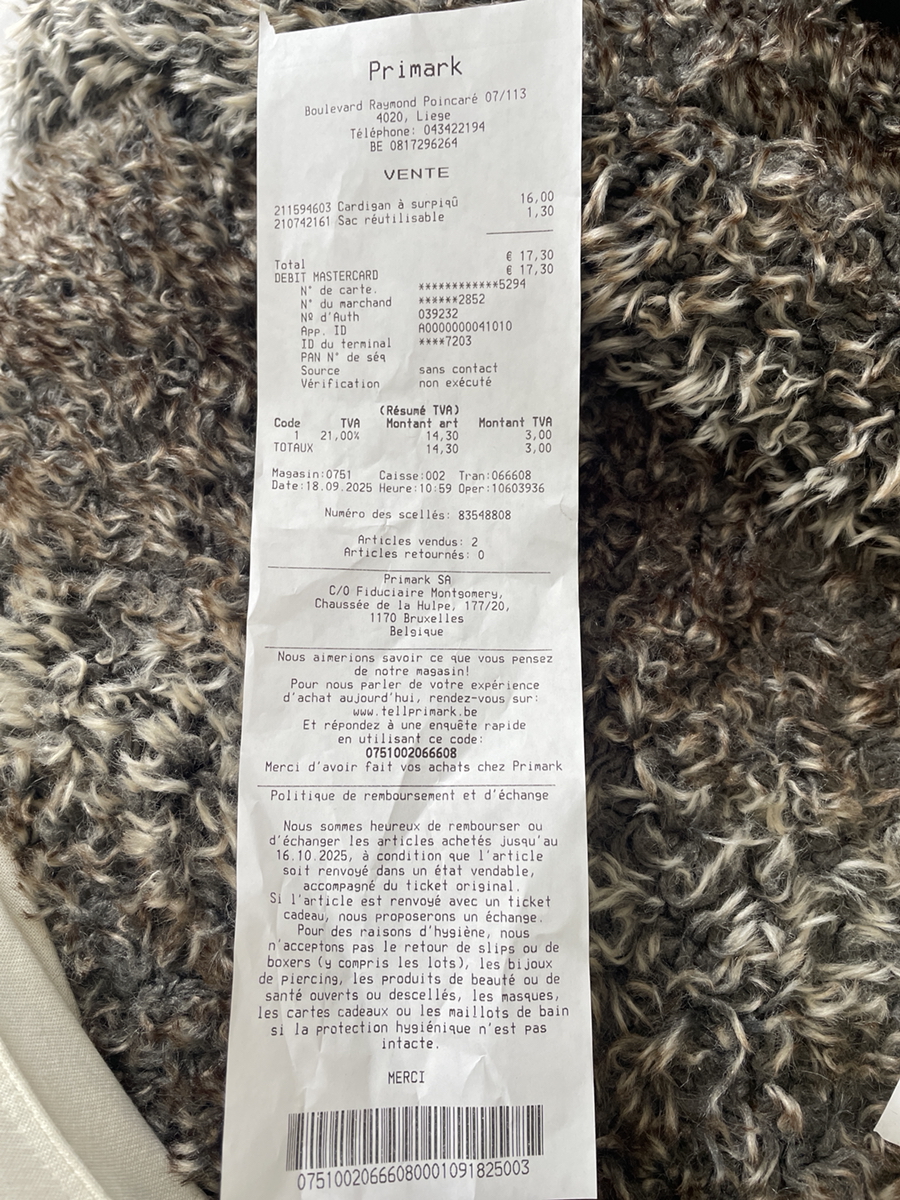 Primark
Boulevard Raymond Poincaré 07/113
4020, Liege
Téléphone: 043422194
BE 0817296264
VENTE
211594603 Cardigan à surpiqû 16,00
210742161 Sac réutilisable 1,30
Total € 17,30
DEBIT MASTERCARD € 17,30
N° de carte. ************5294
N° du marchand ******2852
Nº d'Auth 039232
App. ID A0000000041010
ID du terminal ****7203
PAN N° de séq
Source sans contact
Vérification non exécuté
(Résumé TVA)
Code TVA Montant art Montant TVA
1 21,00% 14,30 3,00
TOTAUX 14,30 3,00
Magasin:0751 Caisse:002 Tran:066608
Date:18.09.2025 Heure:10:59 Oper:10603936
Numéro des scellés: 83548808
Articles vendus: 2
Articles retournés: 0
Primark SA
C/O Fiduciaire Montgomery,
Chaussée de la Hulpe, 177/20,
1170 Bruxelles
Belgique
Nous aimerions savoir ce que vous pensez
de notre magasin!
Pour nous parler de votre expérience
d'achat aujourd'hui, rendez-vous sur:
www.tellprimark.be
Et répondez à une enquête rapide
en utilisant ce code:
0751002066608
Merci d'avoir fait vos achats chez Primark
Politique de remboursement et d'échange
Nous sommes heureux de rembourser ou
d'échanger les articles achetés jusqu'au
16.10.2025, à condition que l'article
soit renvoyé dans un état vendable,
accompagné du ticket original.
Si l'article est renvoyé avec un ticket
cadeau, nous proposerons un échange.
Pour des raisons d'hygiène, nous
n'acceptons pas le retour de slips ou de
boxers (y compris les lots), les bijoux
de piercing, les produits de beauté ou de
santé ouverts ou descellés, les masques,
les cartes cadeaux ou les maillots de bain
si la protection hygiénique n'est pas
intacte.
MERCI
07510020666080001091825003